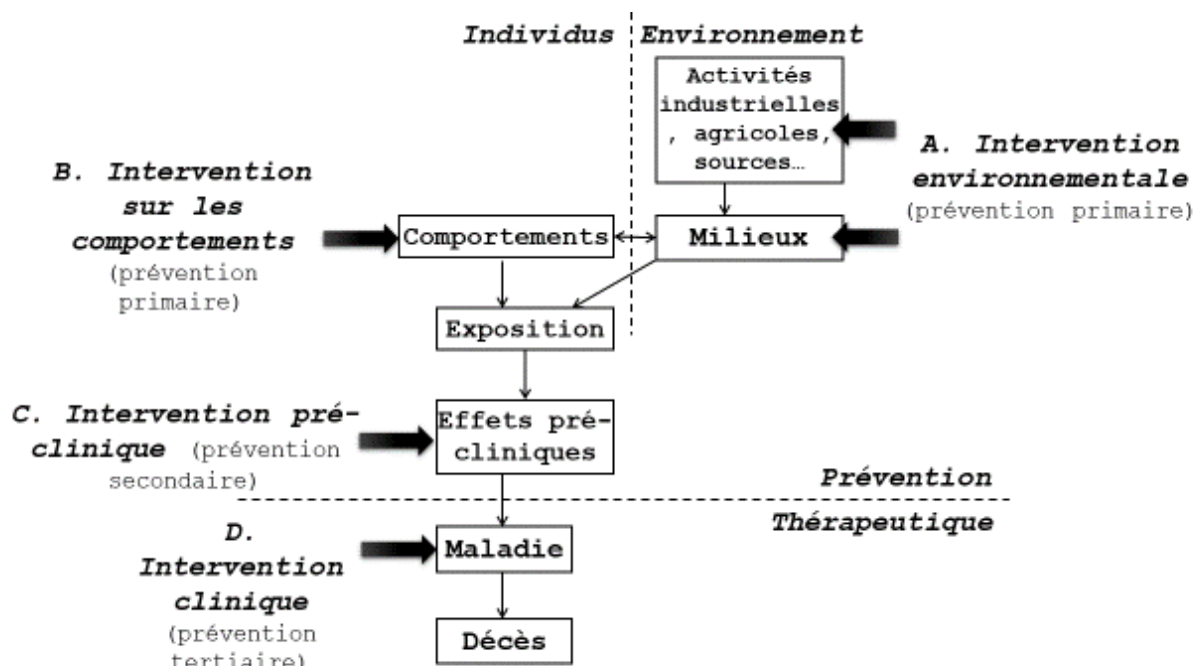 Individus
Environnement
Activités
industrielles
, agricoles,
sources…
A. Intervention
environnementale
(prévention primaire)
B. Intervention
sur les
comportements
(prévention
primaire)
Comportements
Milieux
Exposition
C. Intervention pré-
clinique (prévention
secondaire)
Effets pré-
cliniques
Prévention
Thérapeutique
D.
Intervention
clinique
(prévention
tertiaire)
Maladie
Décès